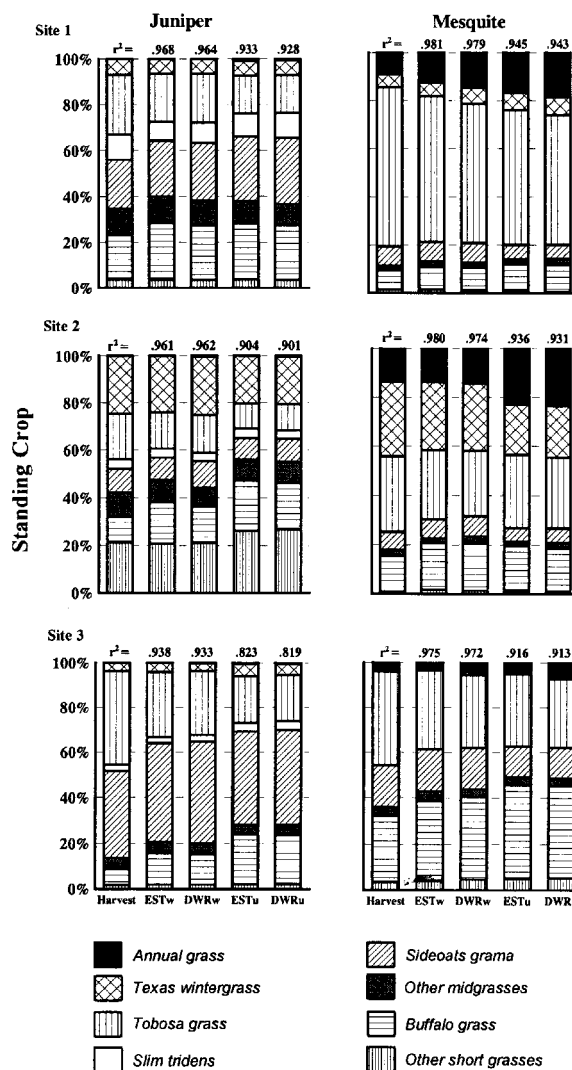 Juniper
Mesquite
Site 1
r² = .968 .964 .933 .928
r² = .981 .979 .945 .943
100%
80%
60%
40%
20%
0%
Site 2
r² = .961 .962 .904 .901
r² = .980 .974 .936 .931
100%
80%
60%
40%
20%
0%
Standing Crop
Site 3
r² = .938 .933 .823 .819
r² = .975 .972 .916 .913
100%
80%
60%
40%
20%
0%
Harvest ESTw DWRw ESTu DWRu
Harvest ESTw DWRw ESTu DWR
Annual grass
Texas wintergrass
Tobosa grass
Slim tridens
Sideoats grama
Other midgrasses
Buffalo grass
Other short grasses